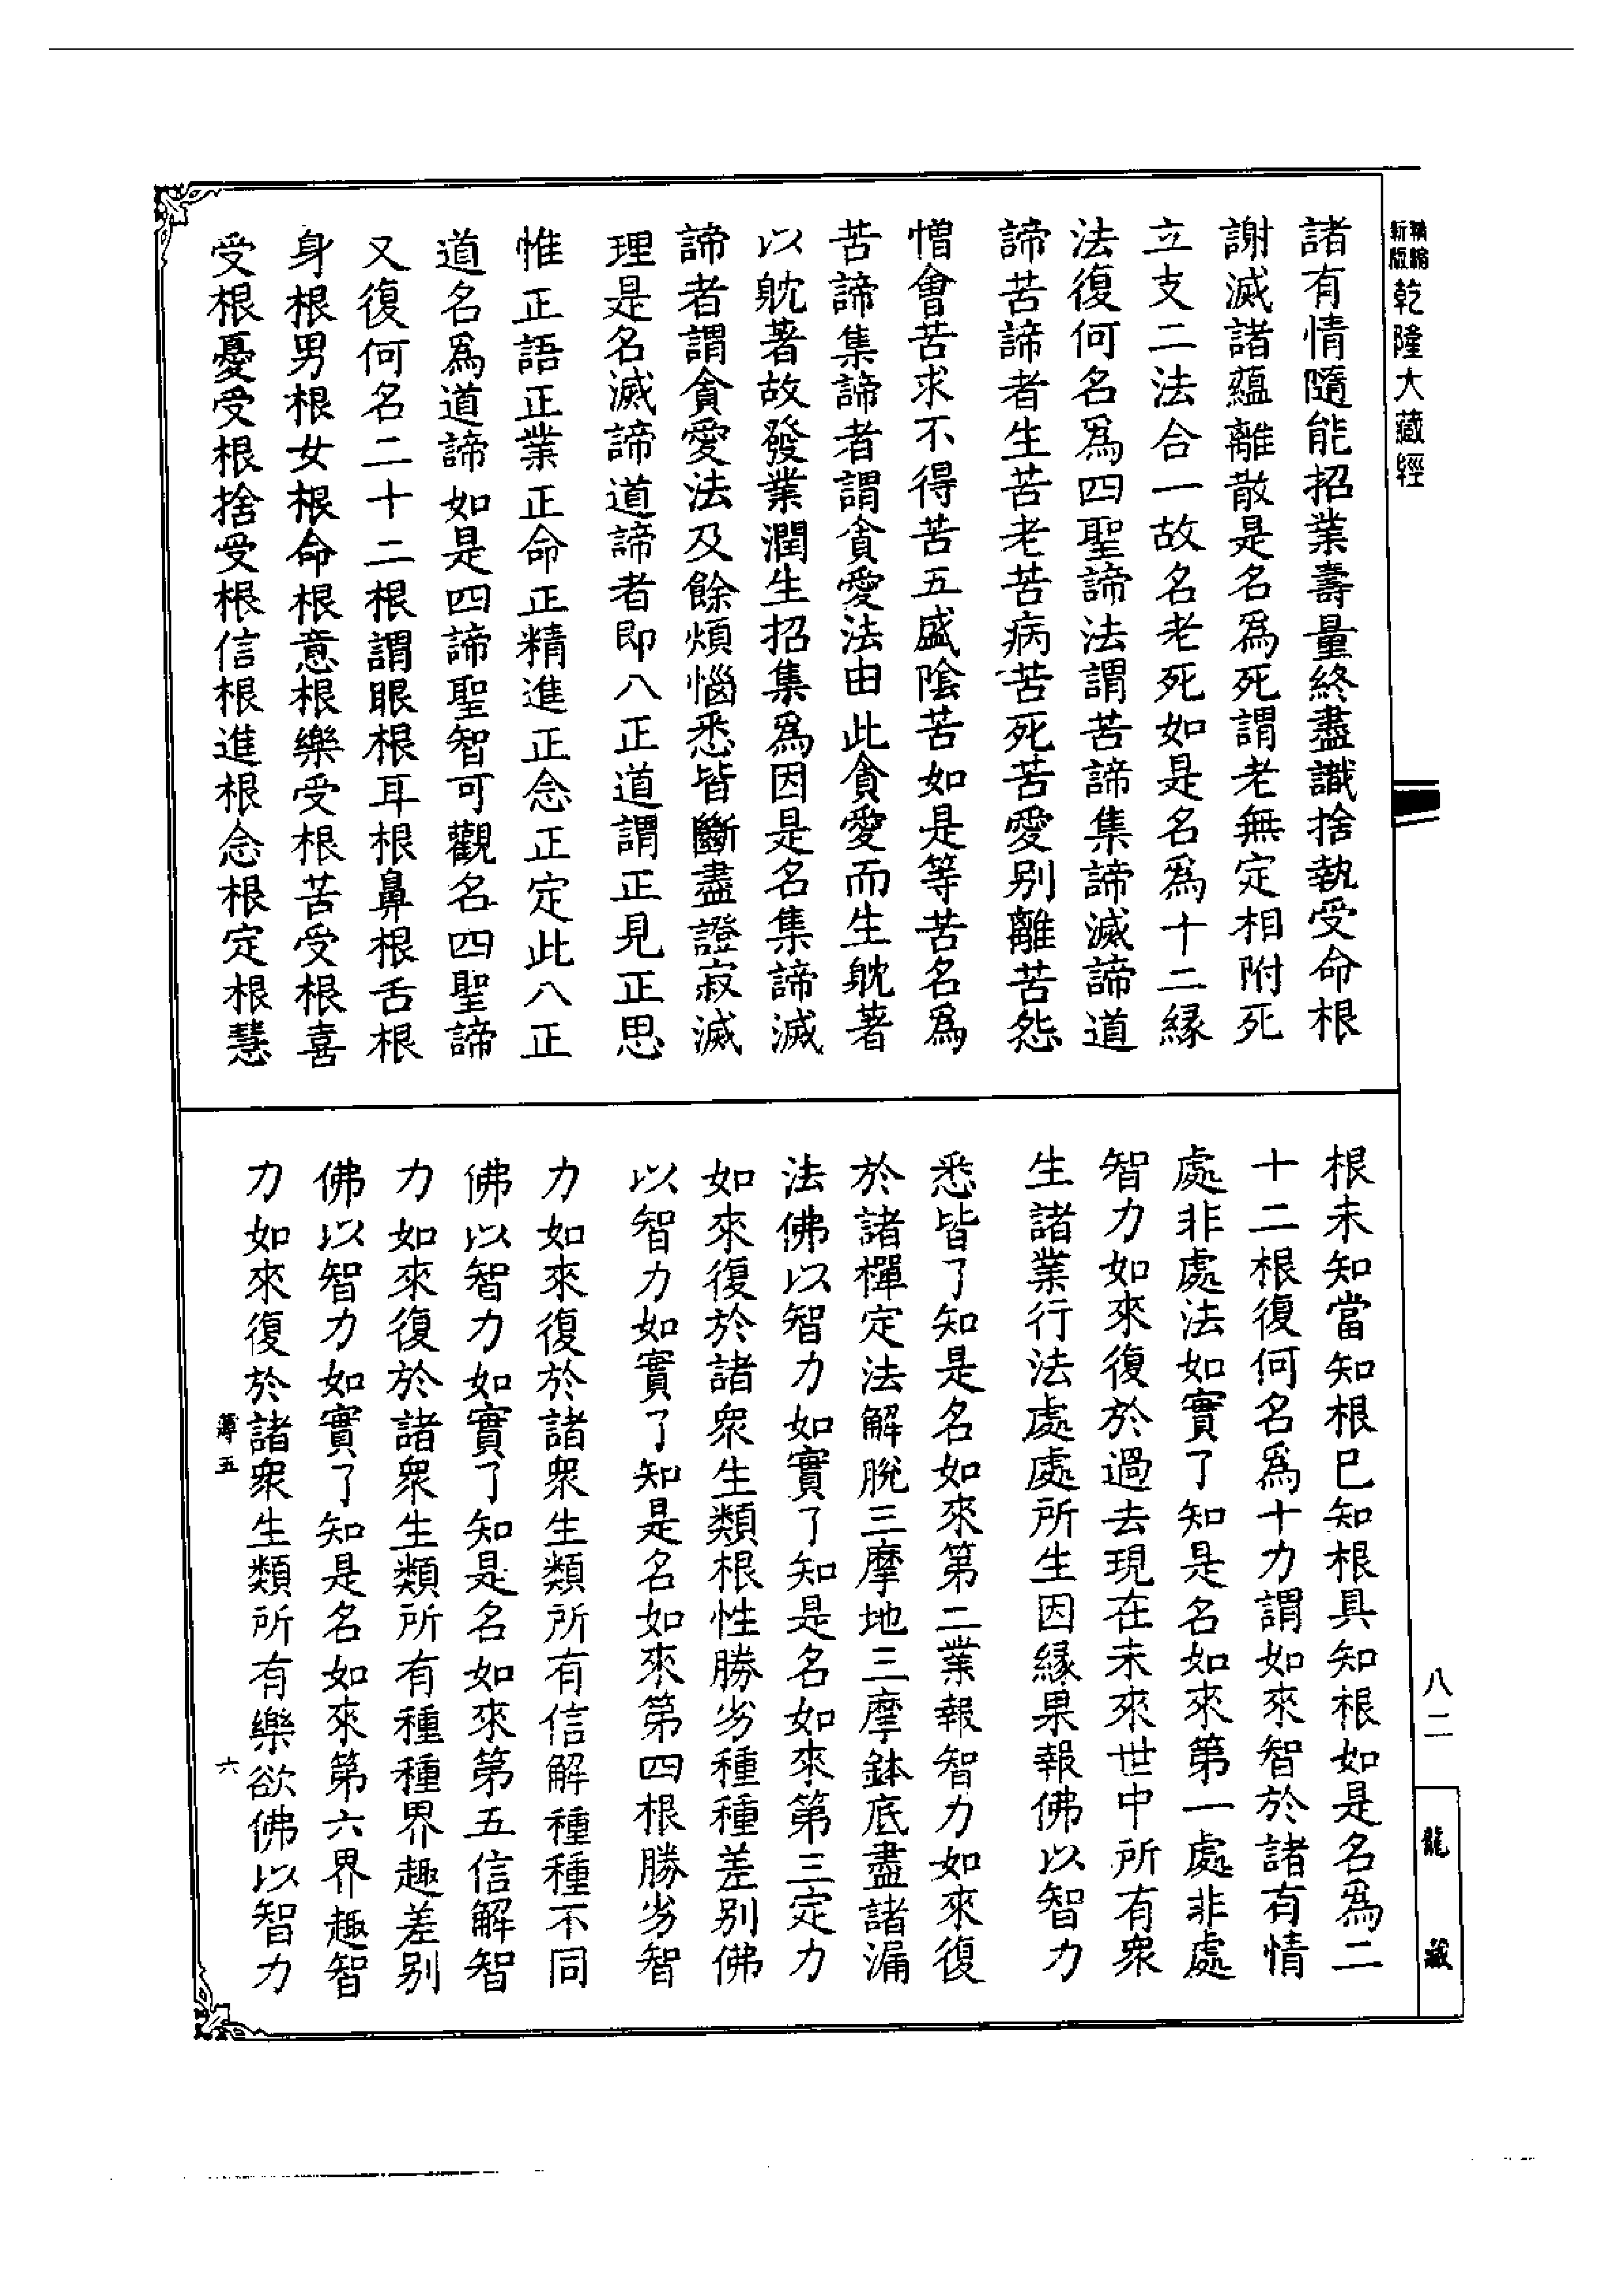 新版精縮乾隆大藏經
諸有情隨能招業壽量終盡識捨執受命根
謝滅諸蘊離散是名爲死謂老無定相附死
立支二法合一故名老死如是名爲十二緣
法復何名爲四聖諦法謂苦諦集諦滅諦道
諦苦諦者生苦老苦病苦死苦愛別離苦怨
憎會苦求不得苦五盛陰苦如是等苦名爲
苦諦集諦者謂貪愛法由此貪愛而生躭著
以躭著故發業潤生招集爲因是名集諦滅
諦者謂貪愛法及餘煩惱悉皆斷盡證寂滅
理是名滅諦道諦者即八正道謂正見正思
惟正語正業正命正精進正念正定此八正
道名爲道諦如是四諦聖智可觀名四聖諦
又復何名二十二根謂眼根耳根鼻根舌根
身根男根女根命根意根樂受根苦受根喜
受根憂受根捨受根信根進根念根定根慧
根未知當知根已知根具知根如是名爲二
十二根復何名爲十力謂如來智於諸有情
處非處法如實了知是名如來第一處非處
智力如來復於過去現在未來世中所有衆
生諸業行法處處所生因緣果報佛以智力
悉皆了知是名如來第二業報智力如來復
於諸禪定法解脫三摩地三摩鉢底盡諸漏
法佛以智力如實了知是名如來第三定力
如來復於諸衆生類根性勝劣種種差別佛
以智力如實了知是名如來第四根勝劣智
力如來復於諸衆生類所有信解種種不同
佛以智力如實了知是名如來第五信解智
力如來復於諸衆生類所有種種界趣差別
佛以智力如實了知是名如來第六界趣智
力如來復於諸衆生類所有樂欲佛以智力
薄五 六
八二
龍藏